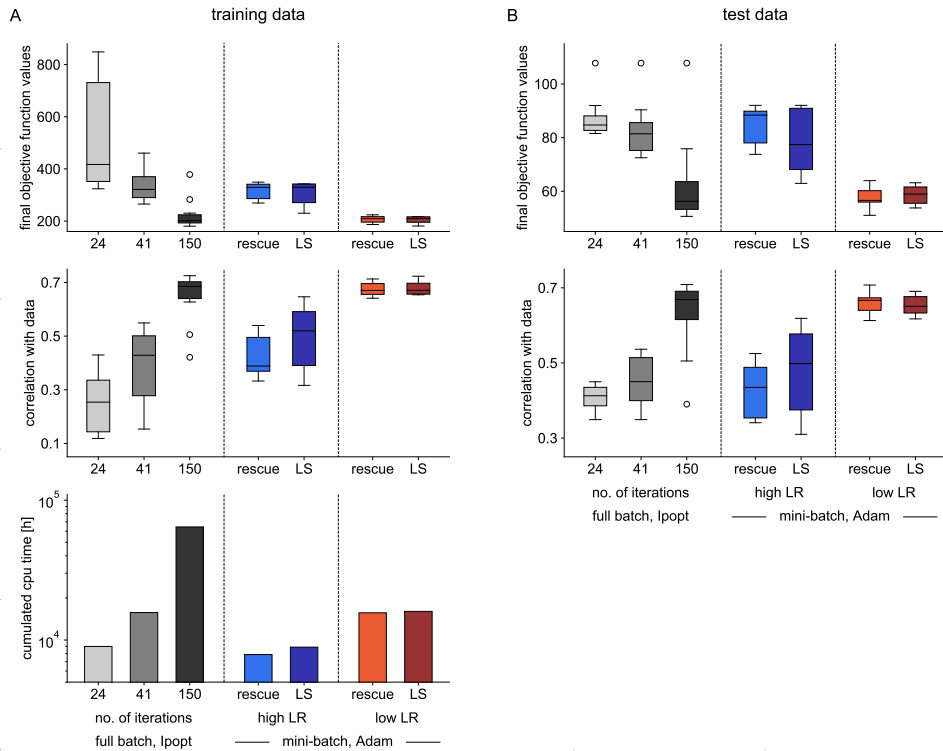 A
training data
final objective function values
800
600
400
200
24 41 150 rescue LS rescue LS
correlation with data
0.7
0.5
0.3
0.1
24 41 150 rescue LS rescue LS
cumulated cpu time [h]
10^5
10^4
24 41 150 rescue LS rescue LS
no. of iterations high LR low LR
full batch, Ipopt mini-batch, Adam
B
test data
final objective function values
100
80
60
24 41 150 rescue LS rescue LS
correlation with data
0.7
0.5
0.3
24 41 150 rescue LS rescue LS
no. of iterations high LR low LR
full batch, Ipopt mini-batch, Adam